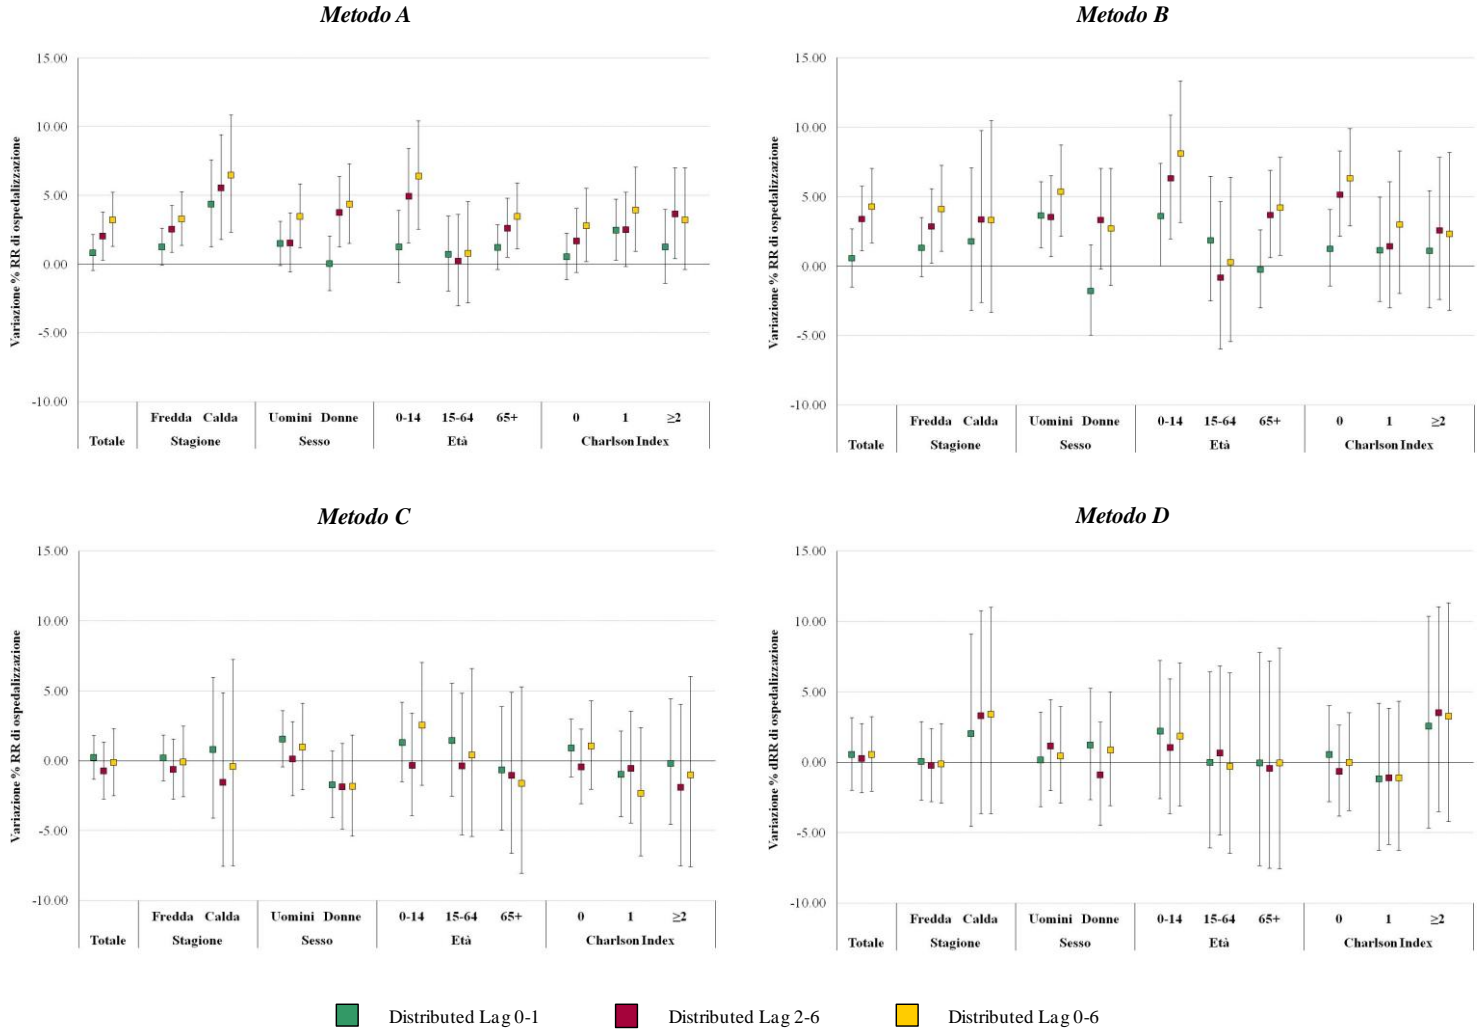 Metodo A
Variazione % RR di ospedalizzazione
15.00
10.00
5.00
0.00
-5.00
-10.00
Fredda Calda Uomini Donne 0-14 15-64 65+ 0 1 ≥2
Totale Stagione Sesso Età Charlson Index
Metodo B
Variazione % RR di ospedalizzazione
15.00
10.00
5.00
0.00
-5.00
-10.00
Fredda Calda Uomini Donne 0-14 15-64 65+ 0 1 ≥2
Totale Stagione Sesso Età Charlson Index
Metodo C
Variazione % RR di ospedalizzazione
15.00
10.00
5.00
0.00
-5.00
-10.00
Fredda Calda Uomini Donne 0-14 15-64 65+ 0 1 ≥2
Totale Stagione Sesso Età Charlson Index
Metodo D
Variazione % dRR di ospedalizzazione
15.00
10.00
5.00
0.00
-5.00
-10.00
Fredda Calda Uomini Donne 0-14 15-64 65+ 0 1 ≥2
Totale Stagione Sesso Età Charlson Index
Distributed Lag 0-1 Distributed Lag 2-6 Distributed Lag 0-6